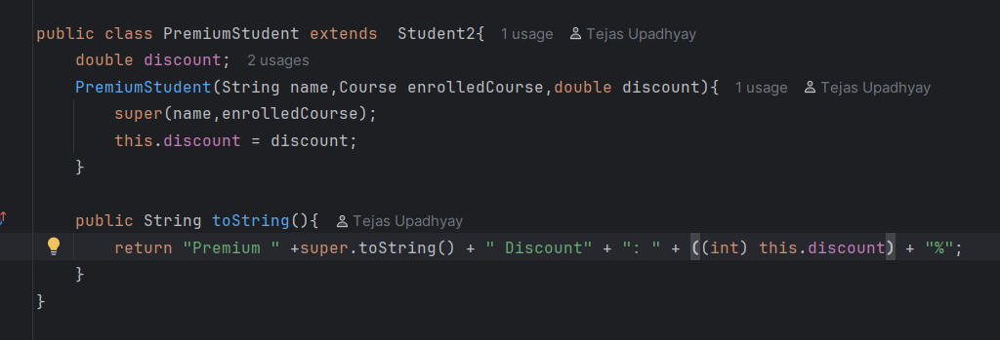 public class PremiumStudent extends  Student2{ 1 usage Tejas Upadhyay
double discount; 2 usages
PremiumStudent(String name,Course enrolledCourse,double discount){ 1 usage Tejas Upadhyay
super(name,enrolledCourse);
this.discount = discount;
}
public String toString(){ Tejas Upadhyay
return "Premium " +super.toString() + " Discount" + ": " + ((int) this.discount) + "%";
}
}